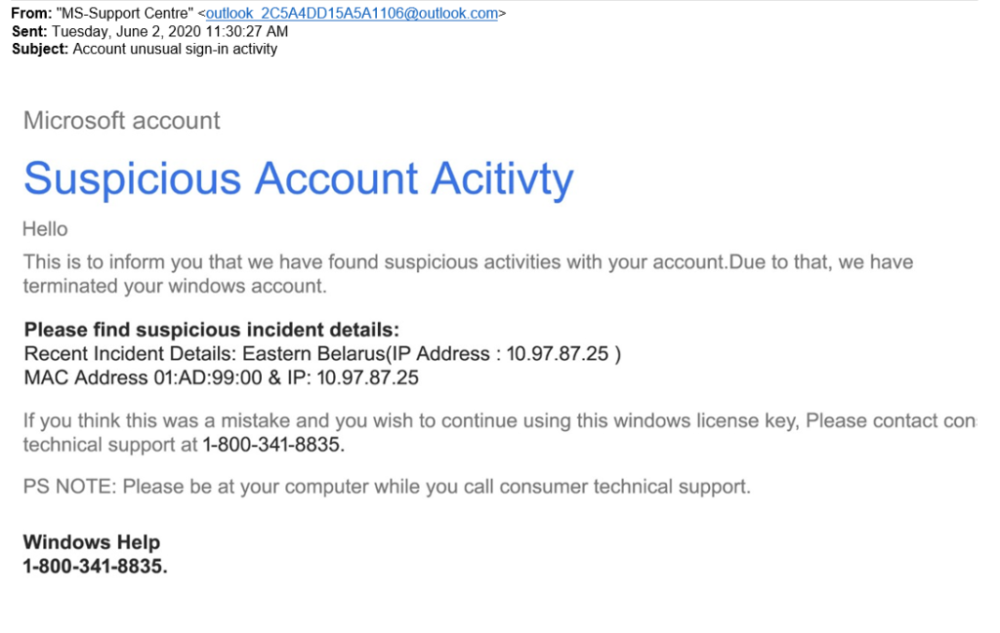 From: "MS-Support Centre" <outlook_2C5A4DD15A5A1106@outlook.com>
Sent: Tuesday, June 2, 2020 11:30:27 AM
Subject: Account unusual sign-in activity
Microsoft account
Suspicious Account Acitivty
Hello
This is to inform you that we have found suspicious activities with your account.Due to that, we have
terminated your windows account.
Please find suspicious incident details:
Recent Incident Details: Eastern Belarus(IP Address : 10.97.87.25 )
MAC Address 01:AD:99:00 & IP: 10.97.87.25
If you think this was a mistake and you wish to continue using this windows license key, Please contact con
technical support at 1-800-341-8835.
PS NOTE: Please be at your computer while you call consumer technical support.
Windows Help
1-800-341-8835.